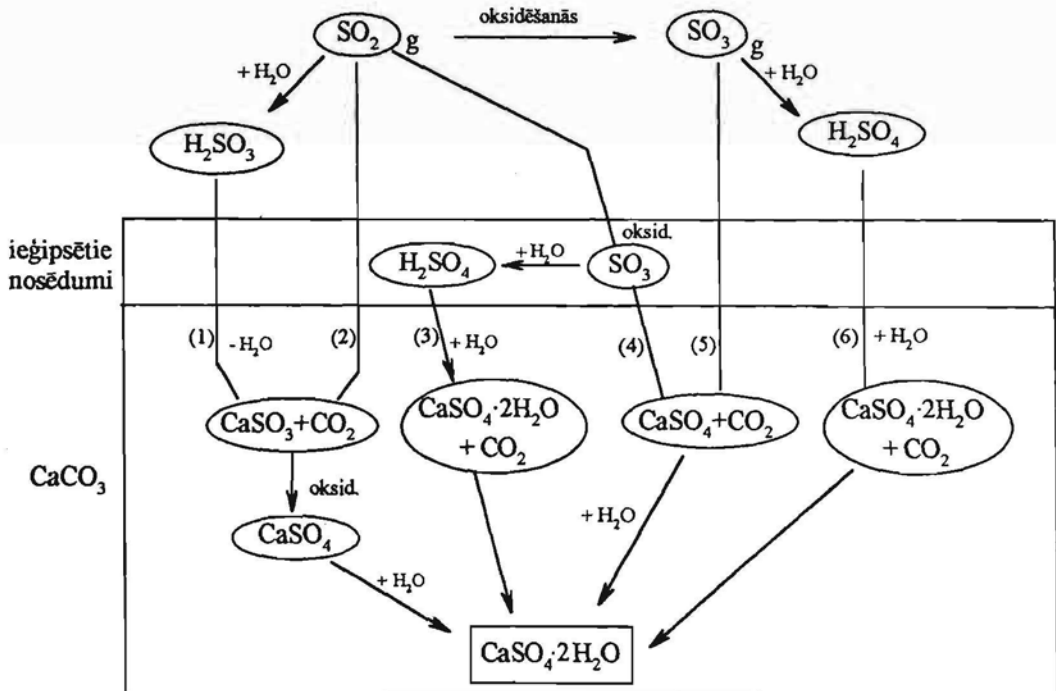 oksidēšanās
SO₂ g
SO₃ g
+ H₂O
+ H₂O
H₂SO₃
H₂SO₄
ieģipsētie
nosēdumi
oksid.
H₂SO₄
+ H₂O
SO₃
(1)
- H₂O
(2)
(3)
+ H₂O
(4)
(5)
(6)
+ H₂O
CaSO₃+CO₂
CaSO₄·2H₂O
+ CO₂
CaSO₄+CO₂
CaSO₄·2H₂O
+ CO₂
CaCO₃
oksid.
CaSO₄
+ H₂O
+ H₂O
CaSO₄·2H₂O